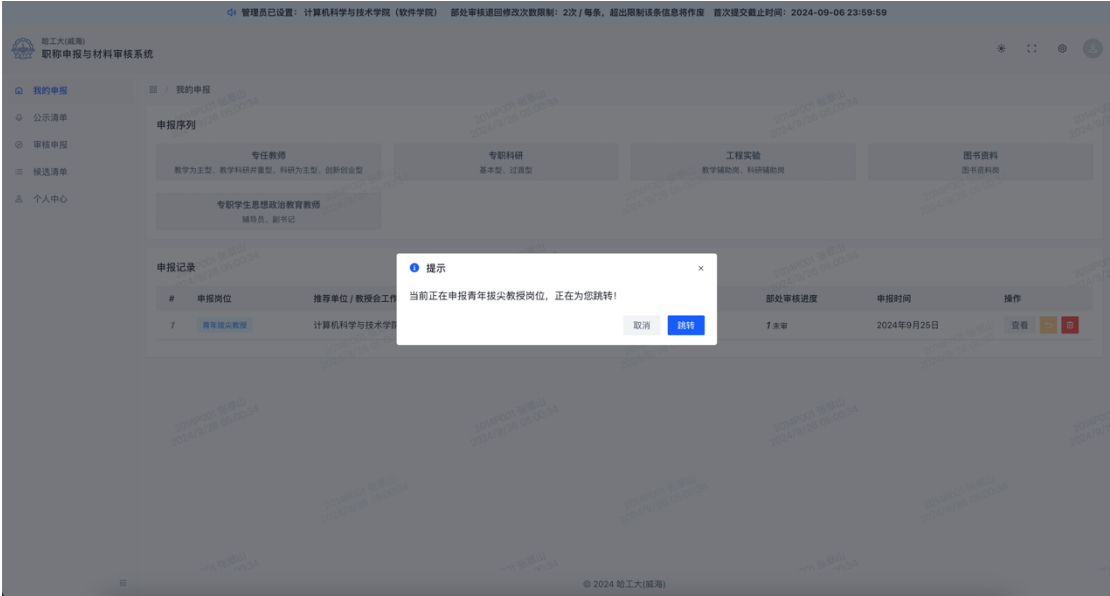 管理员已设置：计算机科学与技术学院（软件学院） 部处审核退回修改次数限制：2次 / 每条，超出限制该条信息将作废 首次提交截止时间：2024-09-06 23:59:59
哈工大(威海)
职称申报与材料审核系统
我的申报
公示清单
审核申报
候选清单
个人中心
我的申报
申报序列
专任教师
教学为主型、教学科研并重型、科研为主型、创新创业型
专职科研
基本型、过渡型
工程实验
教学辅助岗、科研辅助岗
图书资料
图书资料岗
专职学生思想政治教育教师
辅导员、副书记
申报记录
提示
当前正在申报青年拔尖教授岗位，正在为您跳转！
取消 跳转
# 申报岗位 推荐单位 / 教授会工作 部处审核进度 申报时间 操作
1 青年拔尖教授 计算机科学与技术学院 1 未审 2024年9月25日 查看
© 2024 哈工大(威海)